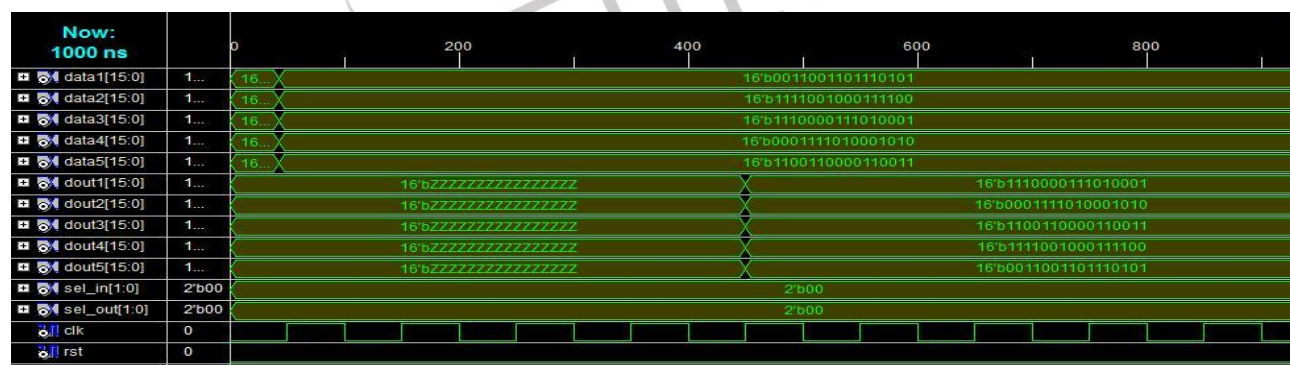 Now:
1000 ns
0 200 400 600 800
data1[15:0] 1... 16... 16'b0011001101110101
data2[15:0] 1... 16... 16'b1111001000111100
data3[15:0] 1... 16... 16'b1110000111010001
data4[15:0] 1... 16... 16'b0001111010001010
data5[15:0] 1... 16... 16'b1100110000110011
dout1[15:0] 1... 16'bZZZZZZZZZZZZZZZZ 16'b1110000111010001
dout2[15:0] 1... 16'bZZZZZZZZZZZZZZZZ 16'b0001111010001010
dout3[15:0] 1... 16'bZZZZZZZZZZZZZZZZ 16'b1100110000110011
dout4[15:0] 1... 16'bZZZZZZZZZZZZZZZZ 16'b1111001000111100
dout5[15:0] 1... 16'bZZZZZZZZZZZZZZZZ 16'b0011001101110101
sel_in[1:0] 2'b00 2'b00
sel_out[1:0] 2'b00 2'b00
clk 0
rst 0